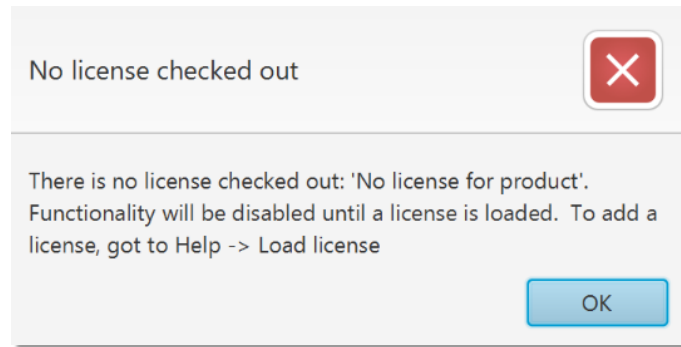 No license checked out
There is no license checked out: 'No license for product'.
Functionality will be disabled until a license is loaded.  To add a
license, got to Help -> Load license
OK